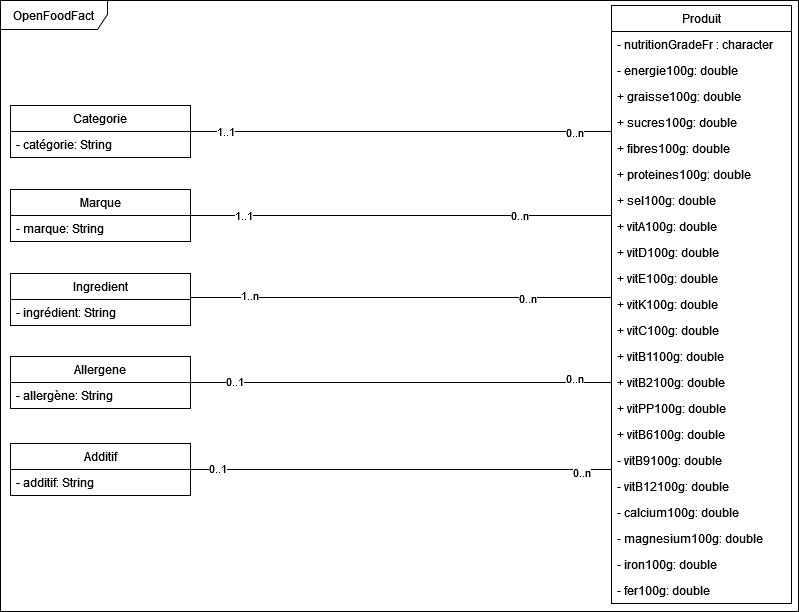 OpenFoodFact
Categorie
- catégorie: String
1..1
0..n
Marque
- marque: String
1..1
0..n
Ingredient
- ingrédient: String
1..n
0..n
Allergene
- allergène: String
0..1
0..n
Additif
- additif: String
0..1
0..n
Produit
- nutritionGradeFr : character
- energie100g: double
+ graisse100g: double
+ sucres100g: double
+ fibres100g: double
+ proteines100g: double
+ sel100g: double
+ vitA100g: double
+ vitD100g: double
+ vitE100g: double
+ vitK100g: double
+ vitC100g: double
+ vitB1100g: double
+ vitB2100g: double
+ vitPP100g: double
+ vitB6100g: double
- vitB9100g: double
- vitB12100g: double
- calcium100g: double
- magnesium100g: double
- iron100g: double
- fer100g: double